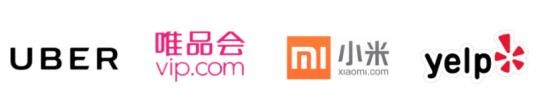 UBER
唯品会
vip.com
mi 小米
xiaomi.com
yelp